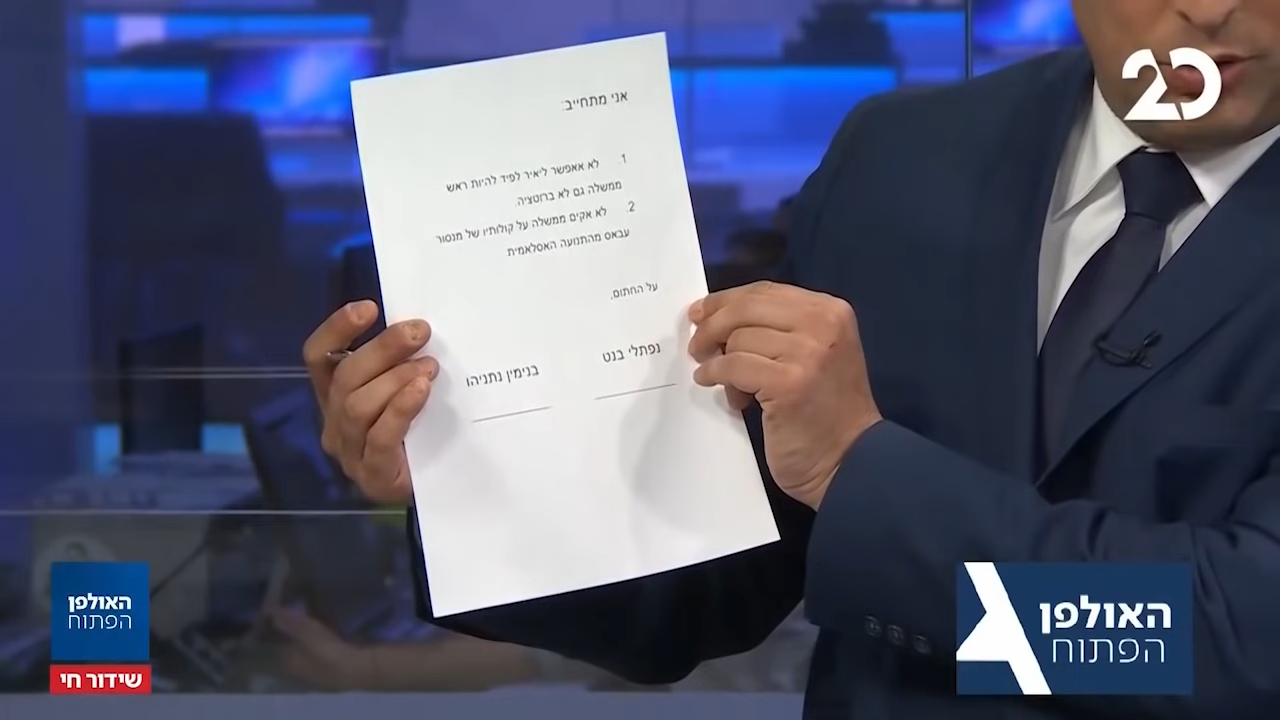 20
אני מתחייב:
1. לא אאפשר ליאיר לפיד להיות ראש
ממשלה גם לא ברוטציה.
2. לא אקים ממשלה על קולותיו של מנסור
עבאס מהתנועה האסלאמית
על החתום,
נפתלי בנט
בנימין נתניהו
האולפן
הפתוח
האולפן
הפתוח
שידור חי